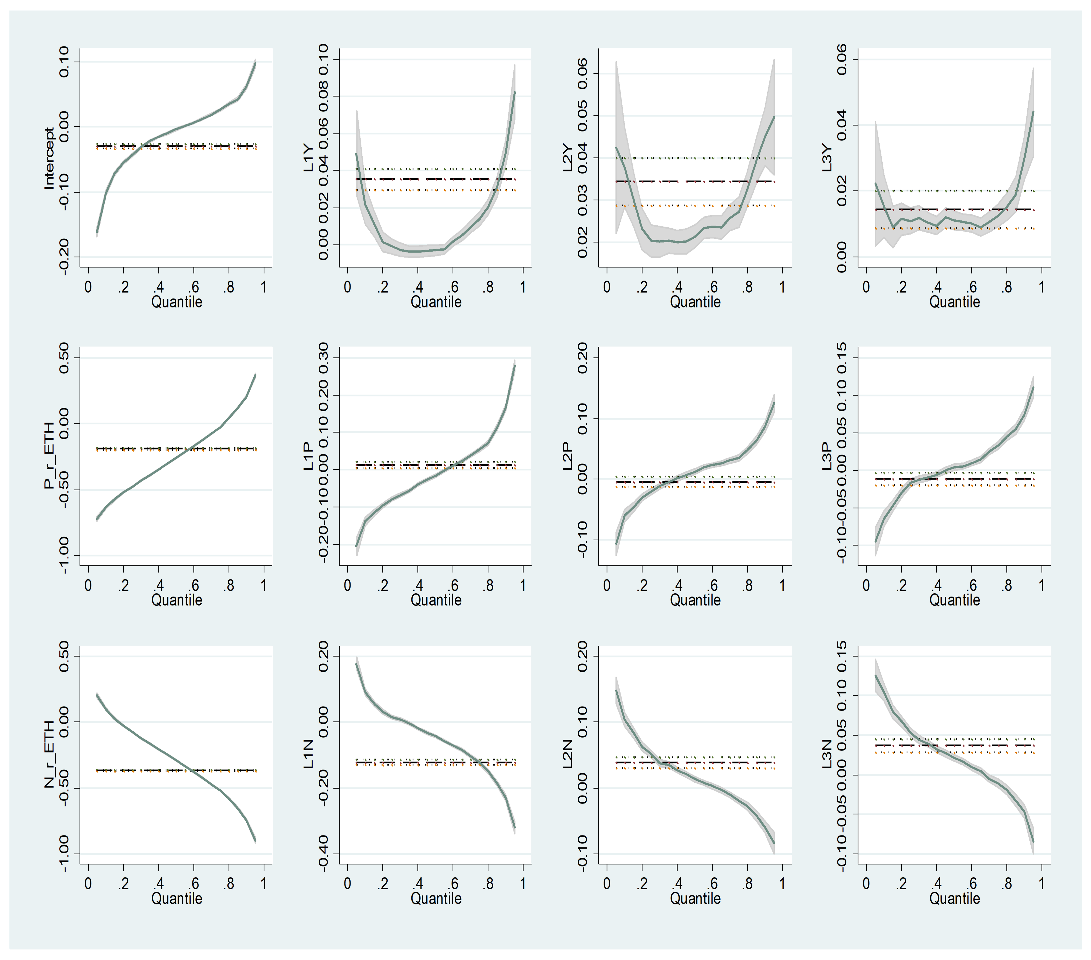 Intercept
0.10
0.00
-0.10
-0.20
0 .2 .4 .6 .8 1
Quantile
L1Y
0.10
0.08
0.06
0.04
0.02
0.00
0 .2 .4 .6 .8 1
Quantile
L2Y
0.06
0.05
0.04
0.03
0.02
0 .2 .4 .6 .8 1
Quantile
L3Y
0.06
0.04
0.02
0.00
0 .2 .4 .6 .8 1
Quantile
P_r_ETH
0.50
0.00
-0.50
-1.00
0 .2 .4 .6 .8 1
Quantile
L1P
0.30
0.20
0.10
0.00
-0.10
-0.20
0 .2 .4 .6 .8 1
Quantile
L2P
0.20
0.10
0.00
-0.10
0 .2 .4 .6 .8 1
Quantile
L3P
0.15
0.10
0.05
0.00
-0.05
-0.10
0 .2 .4 .6 .8 1
Quantile
N_r_ETH
0.50
0.00
-0.50
-1.00
0 .2 .4 .6 .8 1
Quantile
L1N
0.20
0.00
-0.20
-0.40
0 .2 .4 .6 .8 1
Quantile
L2N
0.20
0.10
0.00
-0.10
0 .2 .4 .6 .8 1
Quantile
L3N
0.15
0.10
0.05
0.00
-0.05
-0.10
0 .2 .4 .6 .8 1
Quantile